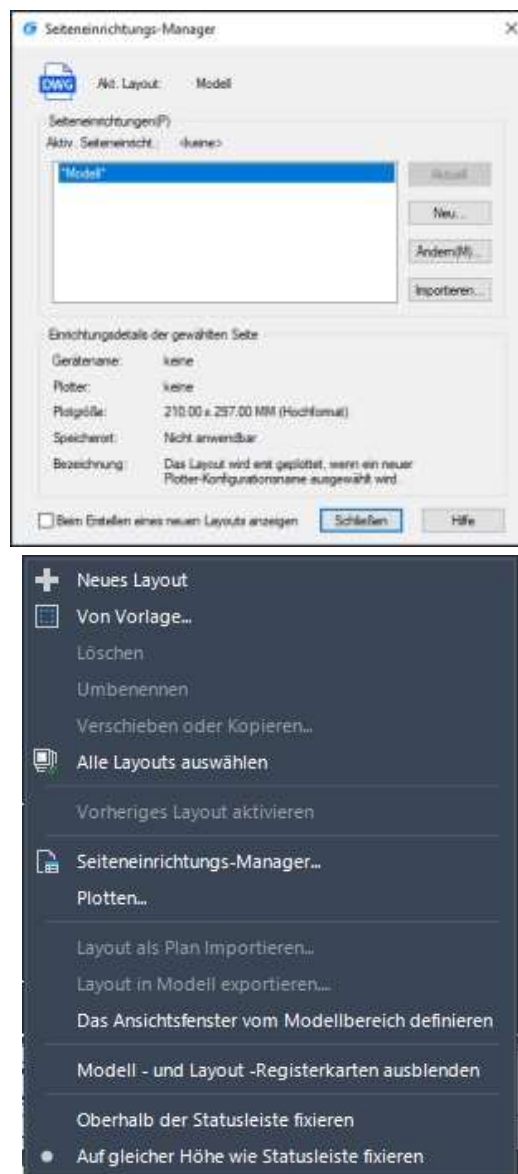 Seiteneinrichtungs-Manager
DWG Akt. Layout: Modell
Seiteneinrichtungen(P)
Aktiv. Seiteneinscht.: <keine>
*Modell*
Aktuell
Neu...
Ändern(M)...
Importieren...
Einrichtungsdetails der gewählten Seite
Gerätename: keine
Plotter: keine
Plotgröße: 210.00 x 297.00 MM (Hochformat)
Speicherort: Nicht anwendbar
Bezeichnung: Das Layout wird erst geplottet, wenn ein neuer
Plotter-Konfigurationsname ausgewählt wird.
Beim Erstellen eines neuen Layouts anzeigen Schließen Hilfe
Neues Layout
Von Vorlage...
Löschen
Umbenennen
Verschieben oder Kopieren...
Alle Layouts auswählen
Vorheriges Layout aktivieren
Seiteneinrichtungs-Manager...
Plotten...
Layout als Plan Importieren...
Layout in Modell exportieren...
Das Ansichtsfenster vom Modellbereich definieren
Modell - und Layout -Registerkarten ausblenden
Oberhalb der Statusleiste fixieren
Auf gleicher Höhe wie Statusleiste fixieren